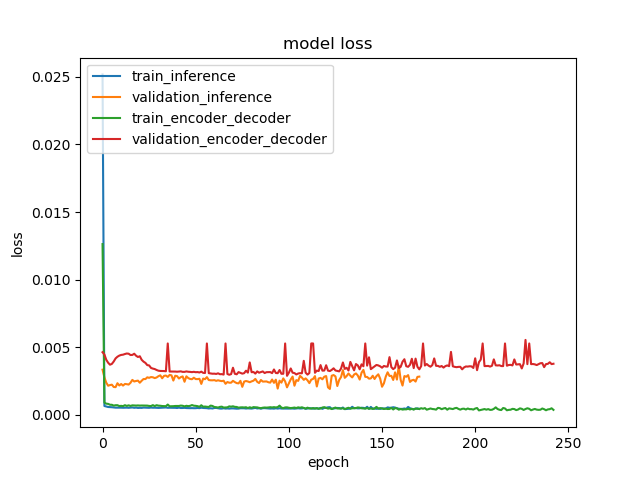 model loss
train_inference
validation_inference
train_encoder_decoder
validation_encoder_decoder
loss
0.025
0.020
0.015
0.010
0.005
0.000
0 50 100 150 200 250
epoch